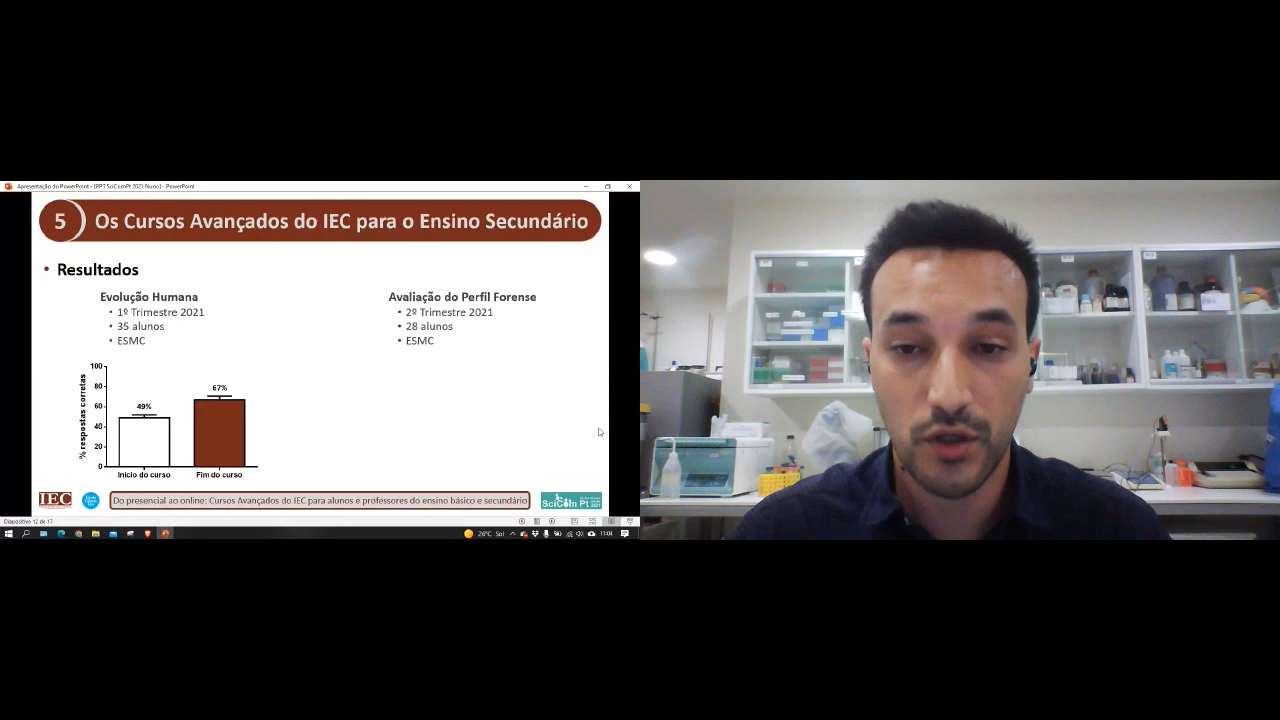 Apresentação do PowerPoint - [PPT SciComPt 2021 Nuno] - PowerPoint
5 Os Cursos Avançados do IEC para o Ensino Secundário
• Resultados
Evolução Humana
• 1º Trimestre 2021
• 35 alunos
• ESMC
Avaliação do Perfil Forense
• 2º Trimestre 2021
• 28 alunos
• ESMC
% respostas corretas
100
80
60
40
20
0
49%
67%
Início do curso
Fim do curso
IEC
Do presencial ao online: Cursos Avançados do IEC para alunos e professores do ensino básico e secundário
SciCom Pt
2021
Diapositivo 12 de 17
26°C Sol
11:04